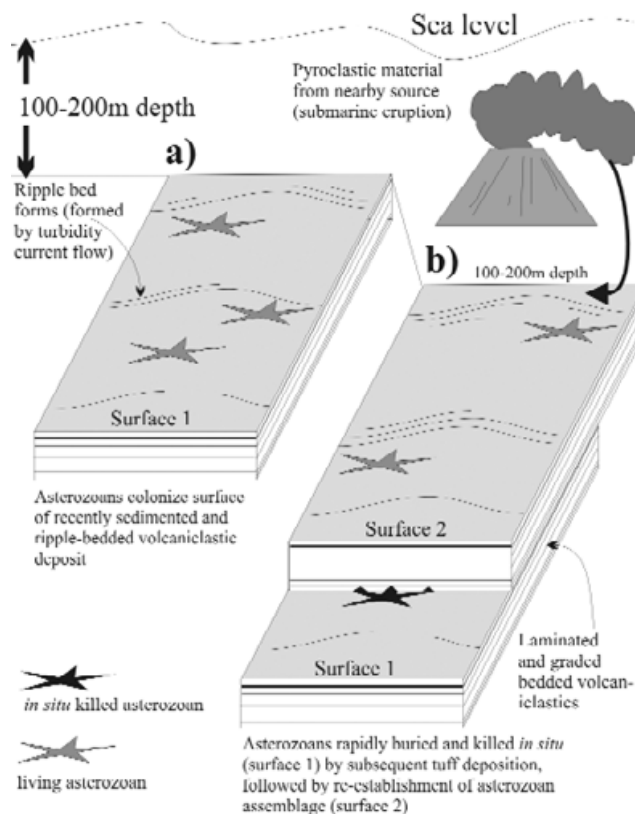 Sea level
Pyroclastic material
from nearby source
(submarine eruption)
100-200m depth
a)
Ripple bed
forms (formed
by turbidity
current flow)
b)
100-200m depth
Surface 1
Asterozoans colonize surface
of recently sedimented and
ripple-bedded volcaniclastic
deposit
Surface 2
Surface 1
Laminated
and graded
bedded volcan-
iclastics
in situ killed asterozoan
living asterozoan
Asterozoans rapidly buried and killed in situ
(surface 1) by subsequent tuff deposition,
followed by re-establishment of asterozoan
assemblage (surface 2)